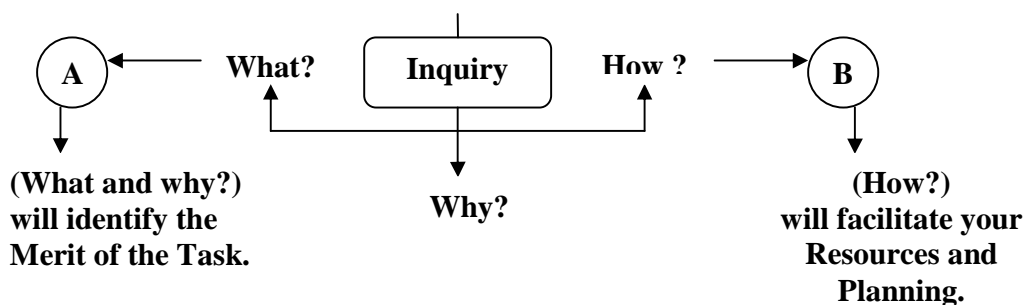 A
What?
Inquiry
How ?
B
Why?
(What and why?)
will identify the
Merit of the Task.
(How?)
will facilitate your
Resources and
Planning.